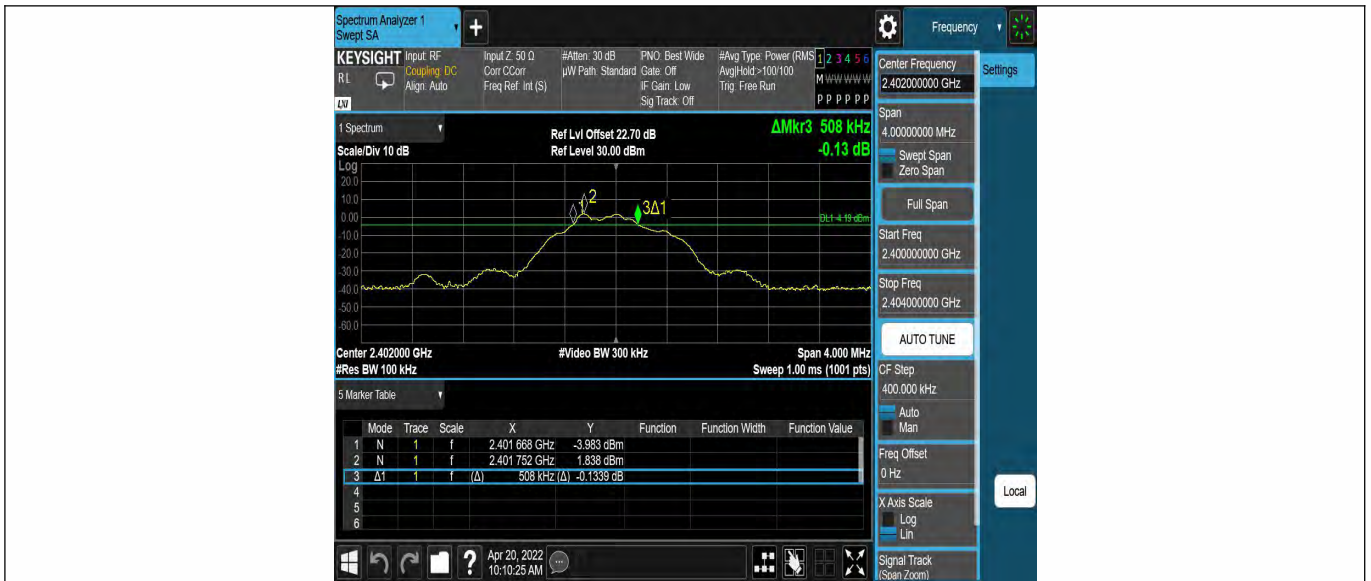 Spectrum Analyzer 1
Swept SA
+
Frequency
KEYSIGHT
RL
LXI
Input: RF
Coupling: DC
Align: Auto
Input Z: 50 Ω
Corr CCorr
Freq Ref: Int (S)
#Atten: 30 dB
µW Path: Standard
PNO: Best Wide
Gate: Off
IF Gain: Low
Sig Track: Off
#Avg Type: Power (RMS
Avg|Hold:>100/100
Trig: Free Run
1 2 3 4 5 6
M W W W W W
P P P P P P
1 Spectrum
Scale/Div 10 dB
Ref Lvl Offset 22.70 dB
Ref Level 30.00 dBm
ΔMkr3 508 kHz
-0.13 dB
Log
20.0
10.0
0.00
-10.0
-20.0
-30.0
-40.0
-50.0
-60.0
1
2
3Δ1
DL1 -4.19 dBm
Center 2.402000 GHz
#Res BW 100 kHz
#Video BW 300 kHz
Span 4.000 MHz
Sweep 1.00 ms (1001 pts)
5 Marker Table
Mode Trace Scale X Y Function Function Width Function Value
1 N 1 f 2.401 668 GHz -3.983 dBm
2 N 1 f 2.401 752 GHz 1.838 dBm
3 Δ1 1 f (Δ) 508 kHz (Δ) -0.1339 dB
4
5
6
?
Apr 20, 2022
10:10:25 AM
Center Frequency
2.402000000 GHz
Settings
Span
4.00000000 MHz
Swept Span
Zero Span
Full Span
Start Freq
2.400000000 GHz
Stop Freq
2.404000000 GHz
AUTO TUNE
CF Step
400.000 kHz
Auto
Man
Freq Offset
0 Hz
X Axis Scale
Log
Lin
Local
Signal Track
(Span Zoom)